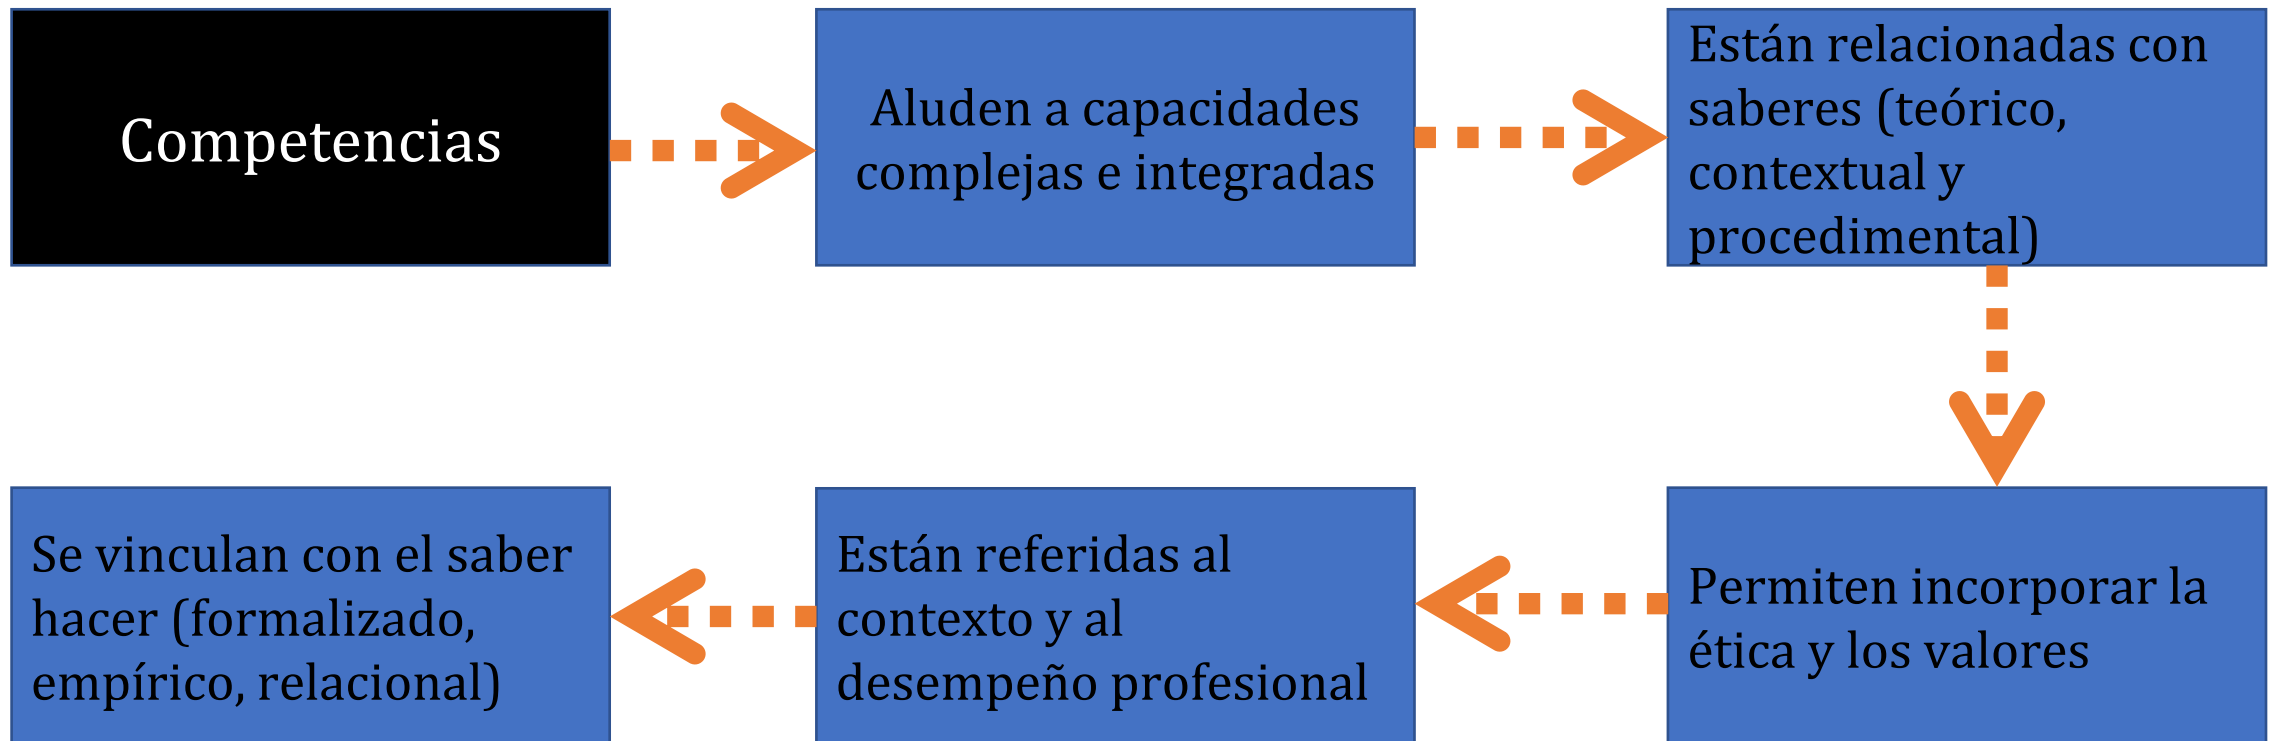 Competencias
Aluden a capacidades
complejas e integradas
Están relacionadas con
saberes (teórico,
contextual y
procedimental)
Permiten incorporar la
ética y los valores
Están referidas al
contexto y al
desempeño profesional
Se vinculan con el saber
hacer (formalizado,
empírico, relacional)